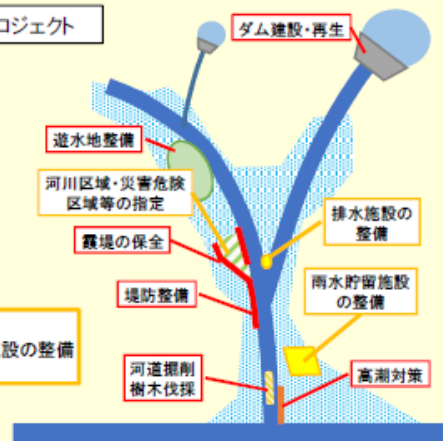 ロジェクト
ダム建設・再生
遊水地整備
河川区域・災害危険
区域等の指定
排水施設の
整備
霞堤の保全
雨水貯留施設
の整備
堤防整備
設の整備
河道掘削
樹木伐採
高潮対策